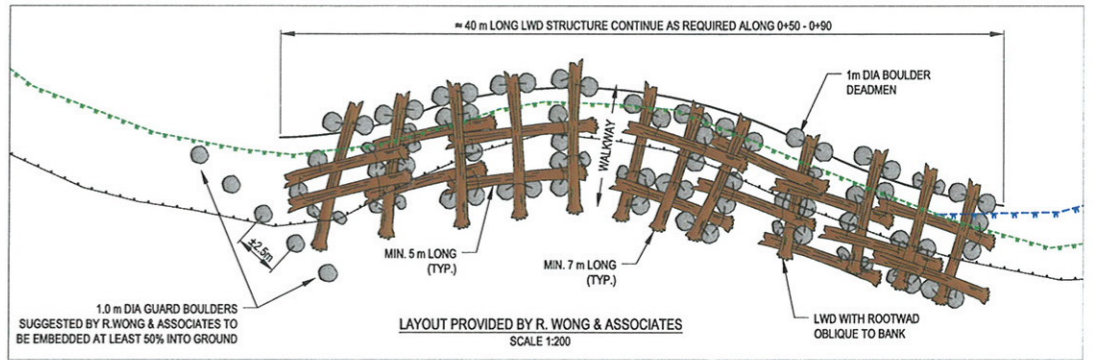 ≈ 40 m LONG LWD STRUCTURE CONTINUE AS REQUIRED ALONG 0+50 - 0+90
1m DIA BOULDER
DEADMEN
WALKWAY
±2.5m
MIN. 5 m LONG
(TYP.)
MIN. 7 m LONG
(TYP.)
1.0 m DIA GUARD BOULDERS
SUGGESTED BY R.WONG & ASSOCIATES TO
BE EMBEDDED AT LEAST 50% INTO GROUND
LAYOUT PROVIDED BY R. WONG & ASSOCIATES
SCALE 1:200
LWD WITH ROOTWAD
OBLIQUE TO BANK